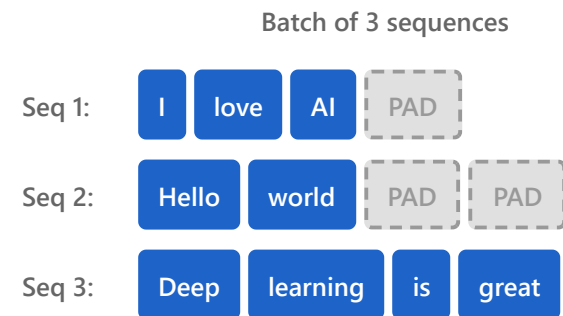 Batch of 3 sequences
Seq 1: I love AI PAD
Seq 2: Hello world PAD PAD
Seq 3: Deep learning is great